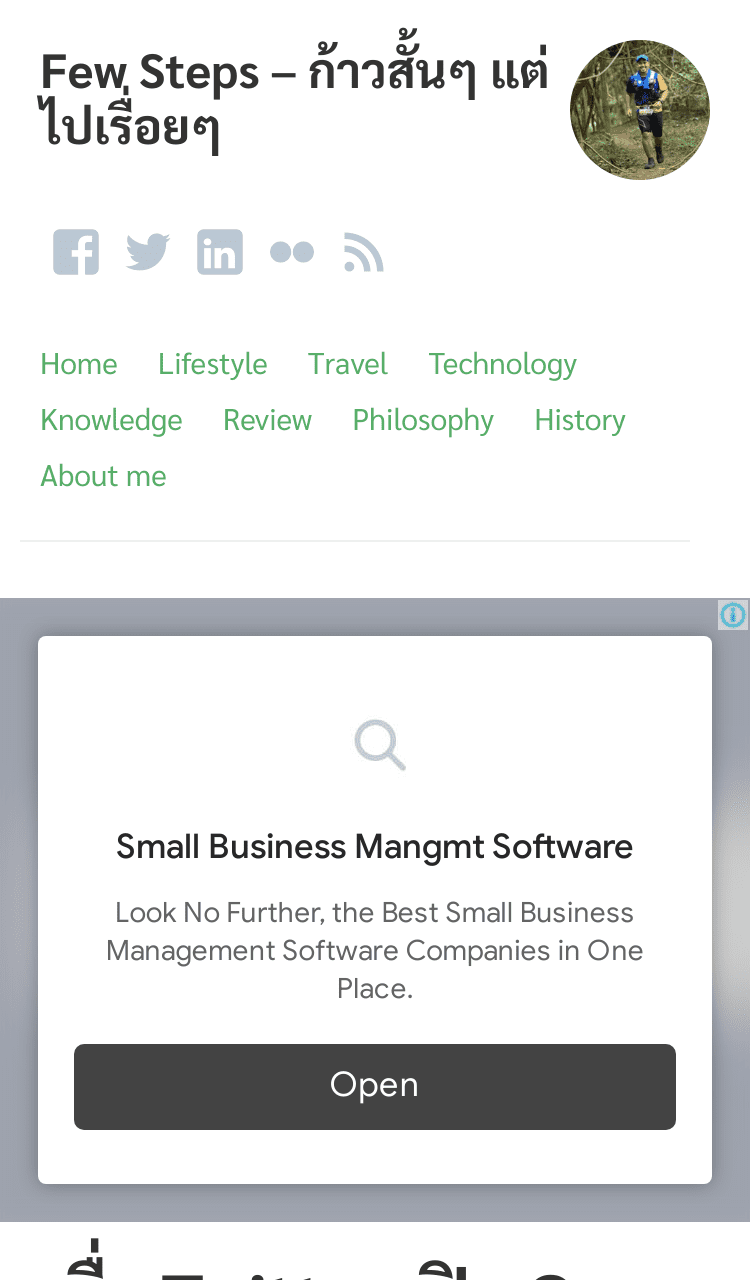 Few Steps – ก้าวสั้นๆ แต่
ไปเรื่อยๆ
Home Lifestyle Travel Technology
Knowledge Review Philosophy History
About me
Small Business Mangmt Software
Look No Further, the Best Small Business
Management Software Companies in One
Place.
Open